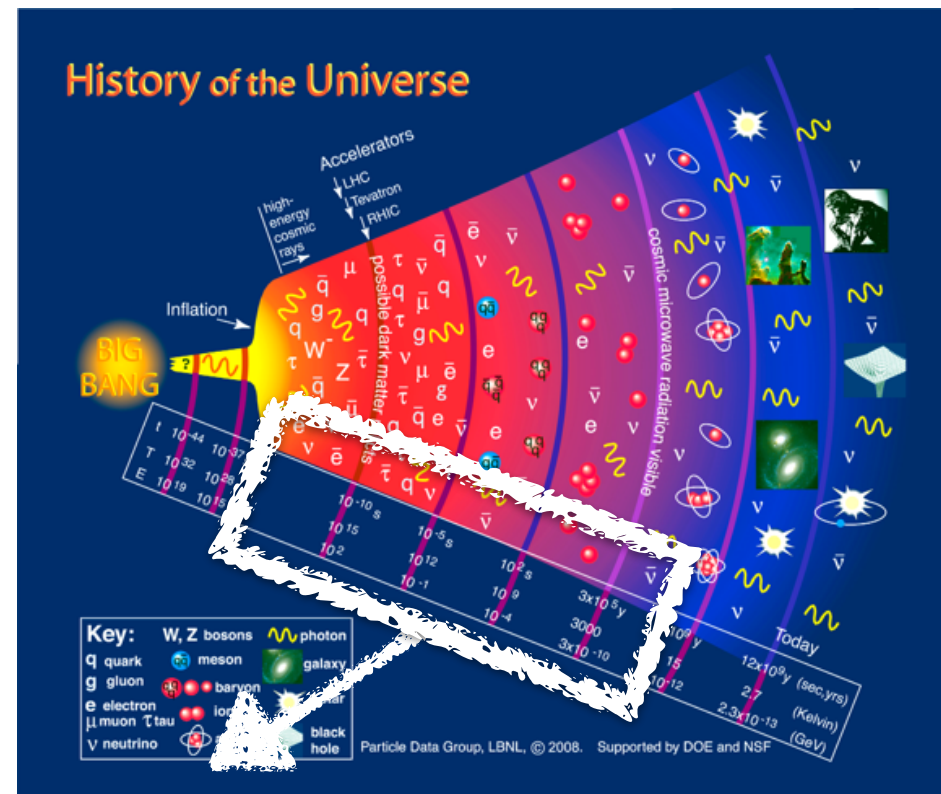 History of the Universe
Accelerators
LHC
Tevatron
RHIC
high-
energy
cosmic
rays
Inflation
BIG
BANG
?
possible dark matter
cosmic microwave radiation visible
q̄ μ τ ν̄ q̄ ē ν̄
g q q μ̄ q ν
q W⁻ τ g
τ Z τ̄ ν μ ē e
q̄ τ̄ g
q̄ e ν̄ e
e ν ē τ̄ q ν ν̄
qq̄
qqq
t 10⁻⁴⁴ 10⁻³⁷ 10⁻¹⁰ s 10⁻⁵ s 10² s 3x10⁵ y 10⁹ y 12x10⁹ y (sec,yrs)
T 10³² 10²⁸ 10¹⁵ 10¹² 10⁹ 3000 15 2.7 (Kelvin)
E 10¹⁹ 10¹⁵ 10² 10⁻¹ 10⁻⁴ 3x10⁻¹⁰ 10⁻¹² 2.3x10⁻¹³ (GeV)
Today
Key:
W, Z bosons photon
q quark meson galaxy
g gluon baryon
e electron
μ muon τ tau
ν neutrino black
hole
Particle Data Group, LBNL, © 2008. Supported by DOE and NSF